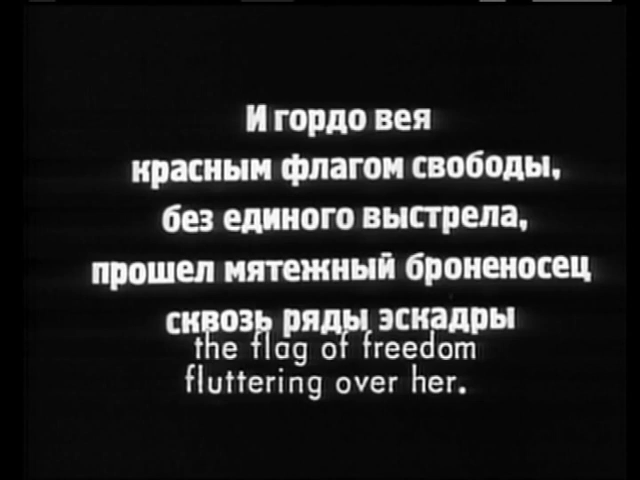 И гордо вея
красным флагом свободы,
без единого выстрела,
прошел мятежный броненосец
сквозь ряды эскадры
the flag of freedom
fluttering over her.